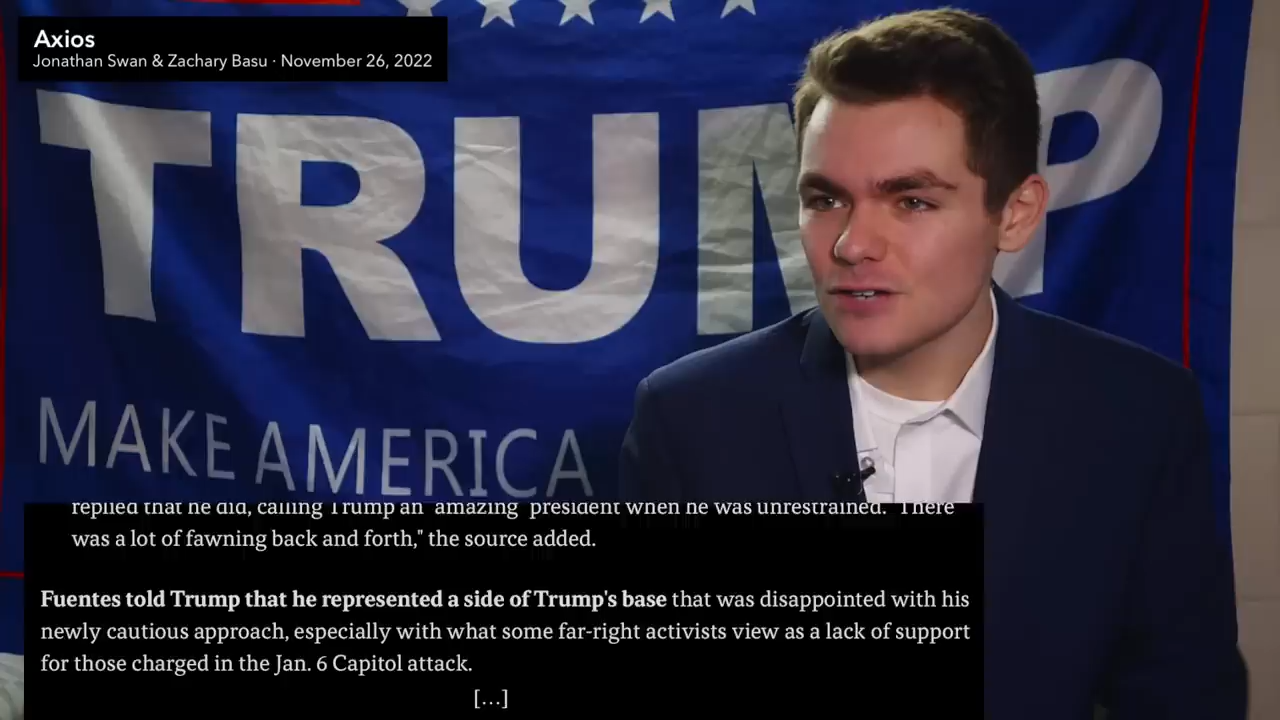 Axios
Jonathan Swan & Zachary Basu · November 26, 2022
TRUMP
MAKE AMERICA
replied that he did, calling Trump an "amazing" president when he was unrestrained. "There
was a lot of fawning back and forth," the source added.
Fuentes told Trump that he represented a side of Trump's base that was disappointed with his
newly cautious approach, especially with what some far-right activists view as a lack of support
for those charged in the Jan. 6 Capitol attack.
[...]